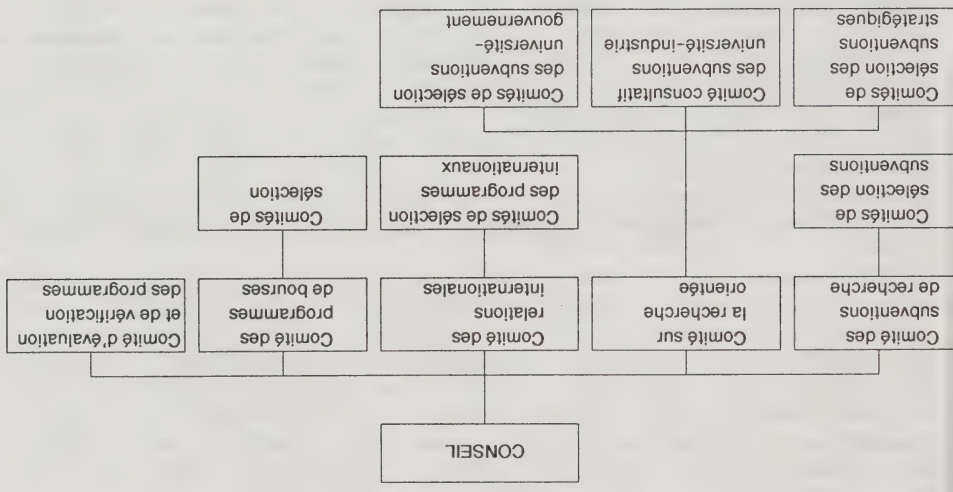 CONSEIL
Comité des
subventions
de recherche
Comité sur
la recherche
orientée
Comité des
relations
internationales
Comité des
programmes
de bourses
Comité d'évaluation
et de vérification
des programmes
Comités de
sélection des
subventions
Comités de sélection
des programmes
internationaux
Comités de
sélection
Comités de
sélection des
subventions
stratégiques
Comité consultatif
des subventions
université-industrie
Comités de sélection
des subventions
université-
gouvernement